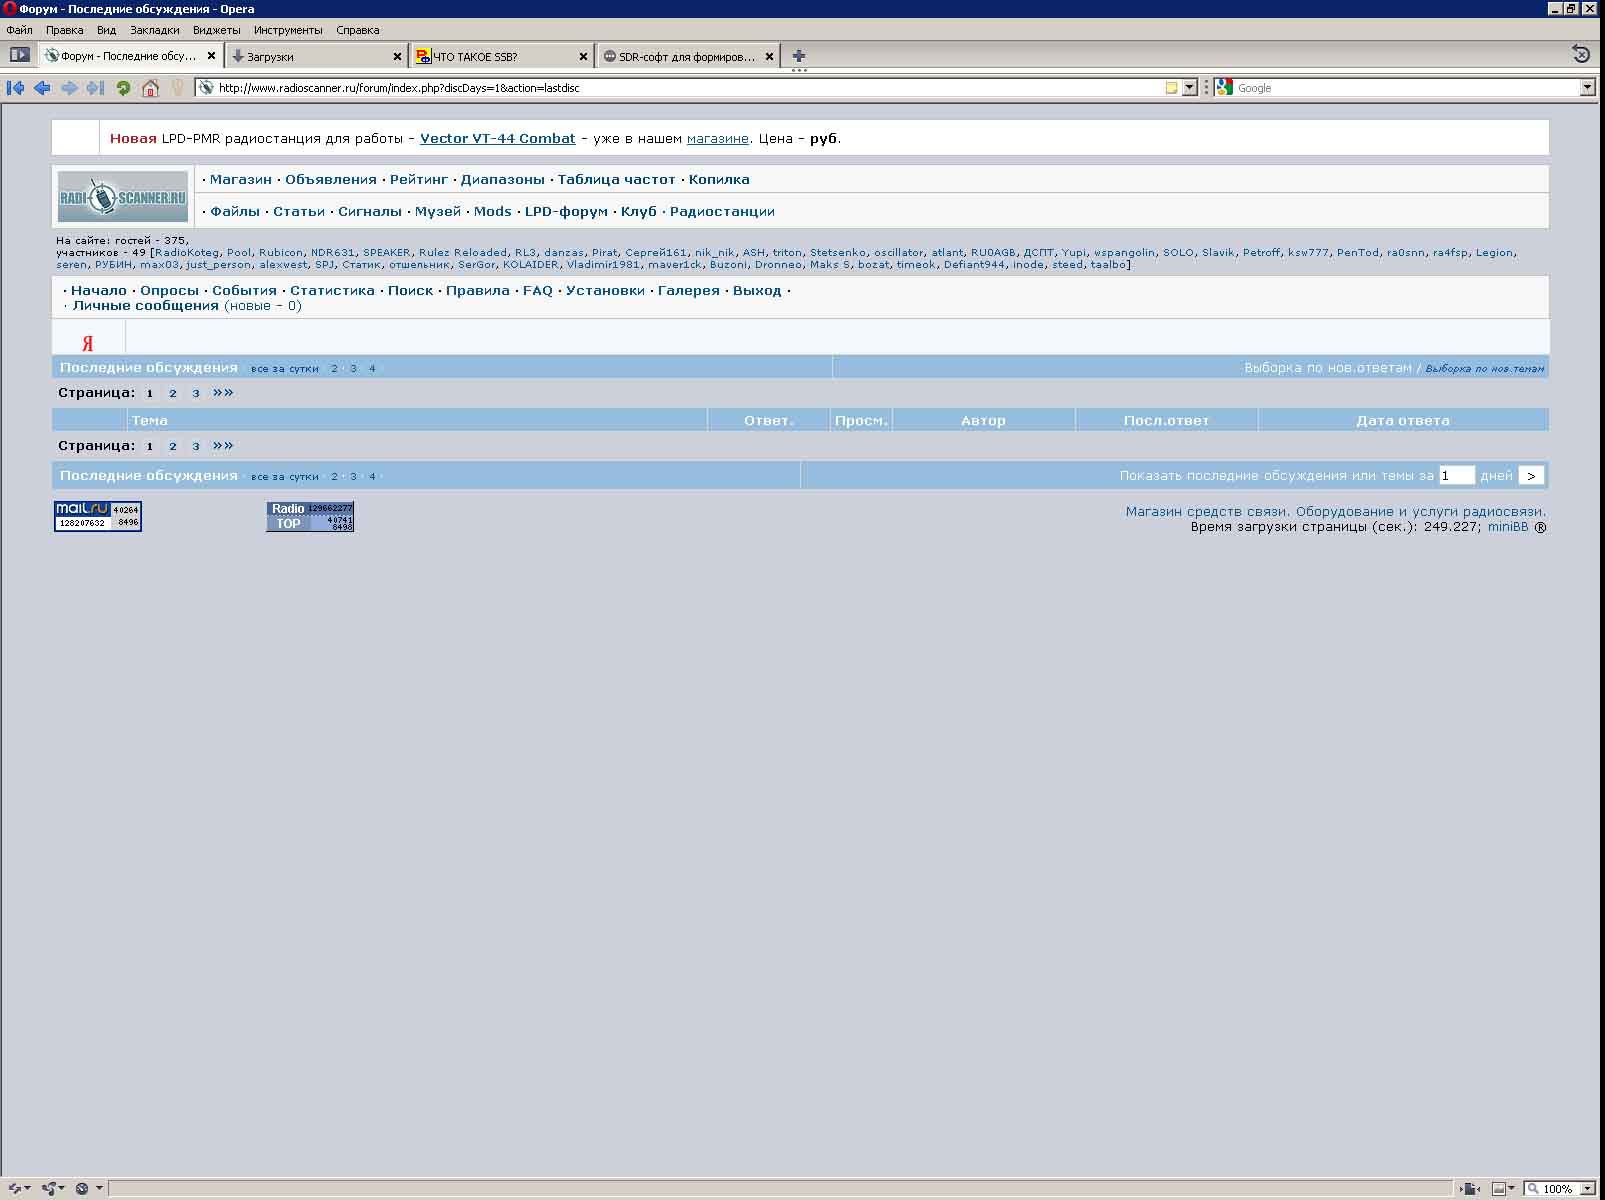 Форум - Последние обсуждения - Opera
Файл Правка Вид Закладки Виджеты Инструменты Справка
Форум - Последние обсу... Загрузки ЧТО ТАКОЕ SSB? SDR-софт для формиров...
http://www.radioscanner.ru/forum/index.php?discDays=1&action=lastdisc Google
Новая LPD-PMR радиостанция для работы - Vector VT-44 Combat - уже в нашем магазине. Цена - руб.
RADI SCANNER.RU
· Магазин · Объявления · Рейтинг · Диапазоны · Таблица частот · Копилка
· Файлы · Статьи · Сигналы · Музей · Mods · LPD-форум · Клуб · Радиостанции
На сайте: гостей - 375,
участников - 49 [RadioKoteg, Pool, Rubicon, NDR631, SPEAKER, Rulez Reloaded, RL3, danzas, Pirat, Сергей161, nik_nik, ASH, triton, Stetsenko, oscillator, atlant, RU0AGB, ДСПТ, Yupi, wspangolin, SOLO, Slavik, Petroff, ksw777, PenTod, ra0snn, ra4fsp, Legion,
seren, РУБИН, max03, just_person, alexwest, SPJ, Статик, отшельник, SerGor, KOLAIDER, Vladimir1981, maver1ck, Buzoni, Dronneo, Maks S, bozat, timeok, Defiant944, inode, steed, taalbo]
· Начало · Опросы · События · Статистика · Поиск · Правила · FAQ · Установки · Галерея · Выход ·
· Личные сообщения (новые - 0)
Я
Последние обсуждения · все за сутки · 2 · 3 · 4 · Выборка по нов.ответам / Выборка по нов.темам
Страница: 1 2 3 »»
Тема Ответ. Просм. Автор Посл.ответ Дата ответа
Страница: 1 2 3 »»
Последние обсуждения · все за сутки · 2 · 3 · 4 · Показать последние обсуждения или темы за 1 дней >
mail.ru 40264 Radio 129662277
128207632 8496 TOP 40741
8498
Магазин средств связи. Оборудование и услуги радиосвязи.
Время загрузки страницы (сек.): 249.227; miniBB ®
100%